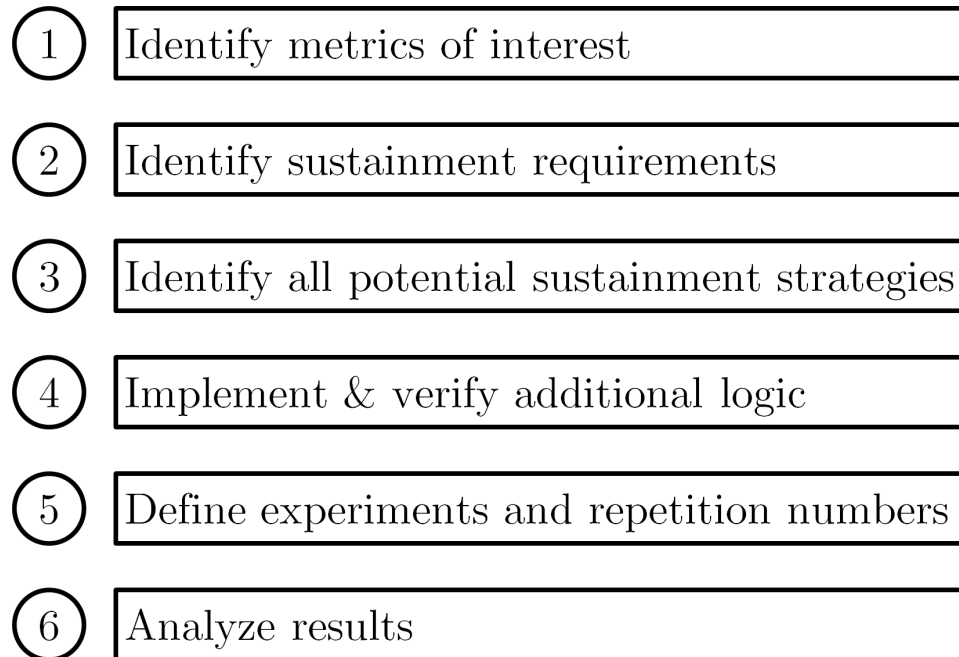 1 Identify metrics of interest
2 Identify sustainment requirements
3 Identify all potential sustainment strategies
4 Implement & verify additional logic
5 Define experiments and repetition numbers
6 Analyze results